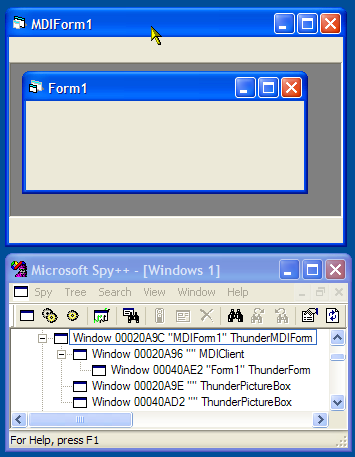 MDIForm1
Form1
Microsoft Spy++ - [Windows 1]
Spy Tree Search View Window Help
Window 00020A9C "MDIForm1" ThunderMDIForm
Window 00020A96 "" MDIClient
Window 00040AE2 "Form1" ThunderForm
Window 00020A9E "" ThunderPictureBox
Window 00040AD2 "" ThunderPictureBox
For Help, press F1